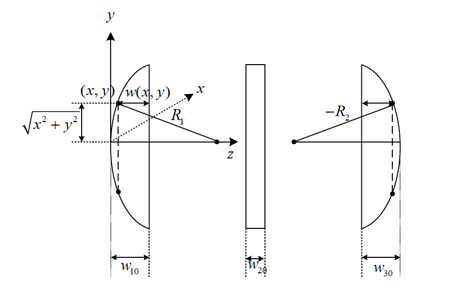 y
(x, y)
w(x, y)
x
√(x² + y²)
R₁
z
−R₂
w₁₀
w₂₀
w₃₀